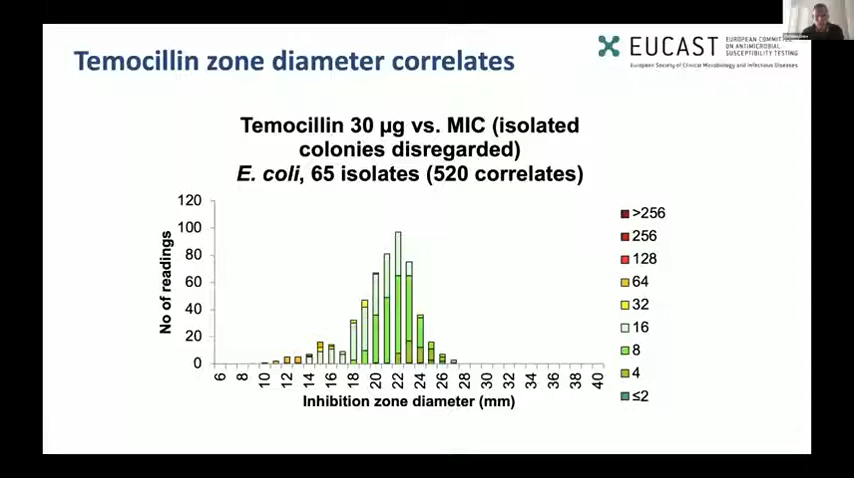 Temocillin zone diameter correlates
EUCAST
EUROPEAN COMMITTEE
ON ANTIMICROBIAL
SUSCEPTIBILITY TESTING
European Society of Clinical Microbiology and Infectious Diseases
Temocillin 30 µg vs. MIC (isolated
colonies disregarded)
E. coli, 65 isolates (520 correlates)
No of readings
120
100
80
60
40
20
0
6 8 10 12 14 16 18 20 22 24 26 28 30 32 34 36 38 40
Inhibition zone diameter (mm)
>256
256
128
64
32
16
8
4
≤2